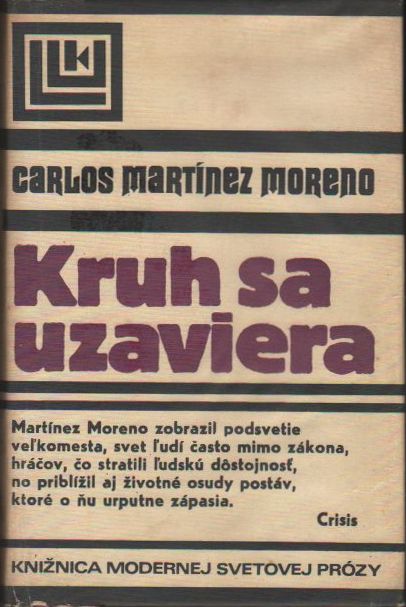 CARLOS MARTÍNEZ MORENO
Kruh sa
uzaviera
Martínez Moreno zobrazil podsvetie
veľkomesta, svet ľudí často mimo zákona,
hráčov, čo stratili ľudskú dôstojnosť,
no priblížil aj životné osudy postáv,
ktoré o ňu urputne zápasia.
Crisis
KNIŽNICA MODERNEJ SVETOVEJ PRÓZY